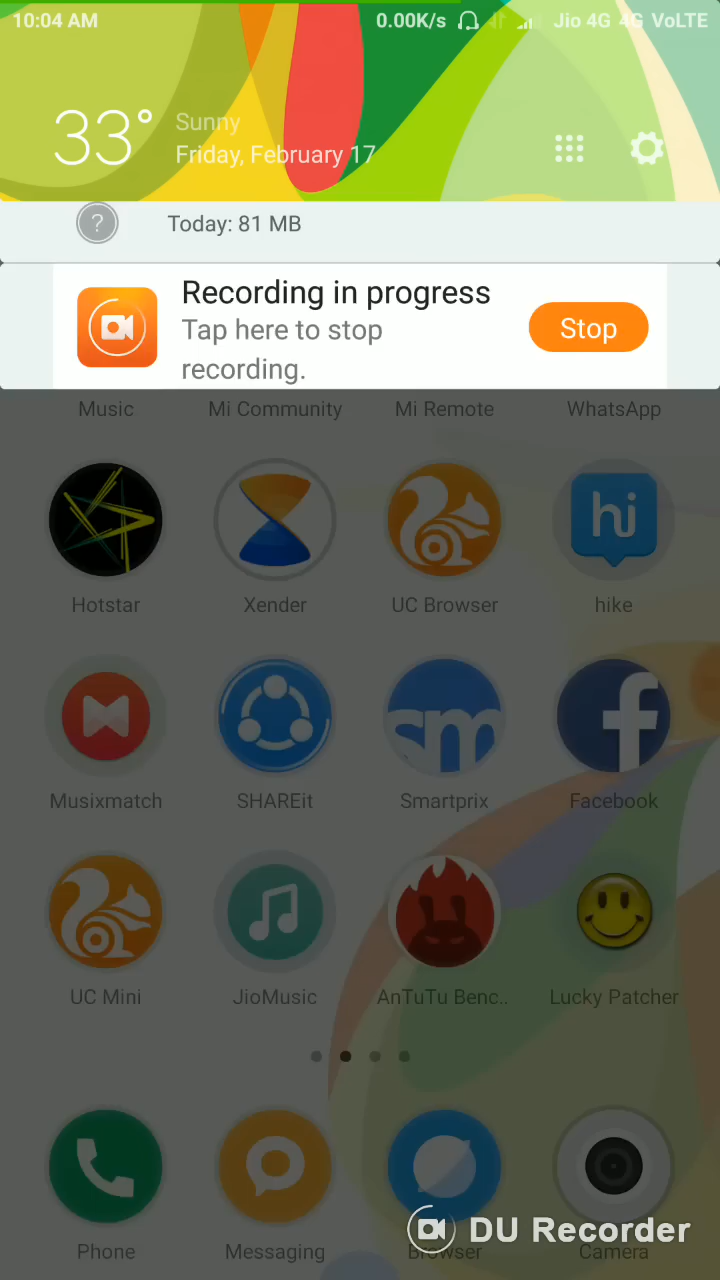 10:04 AM
0.00K/s
Jio 4G 4G VoLTE
33°
Sunny
Friday, February 17
?
Today: 81 MB
Recording in progress
Tap here to stop
recording.
Stop
Music
Mi Community
Mi Remote
WhatsApp
hi
Hotstar
Xender
UC Browser
hike
sm
f
Musixmatch
SHAREit
Smartprix
Facebook
UC Mini
JioMusic
AnTuTu Benc..
Lucky Patcher
Phone
Messaging
Browser
Camera
DU Recorder